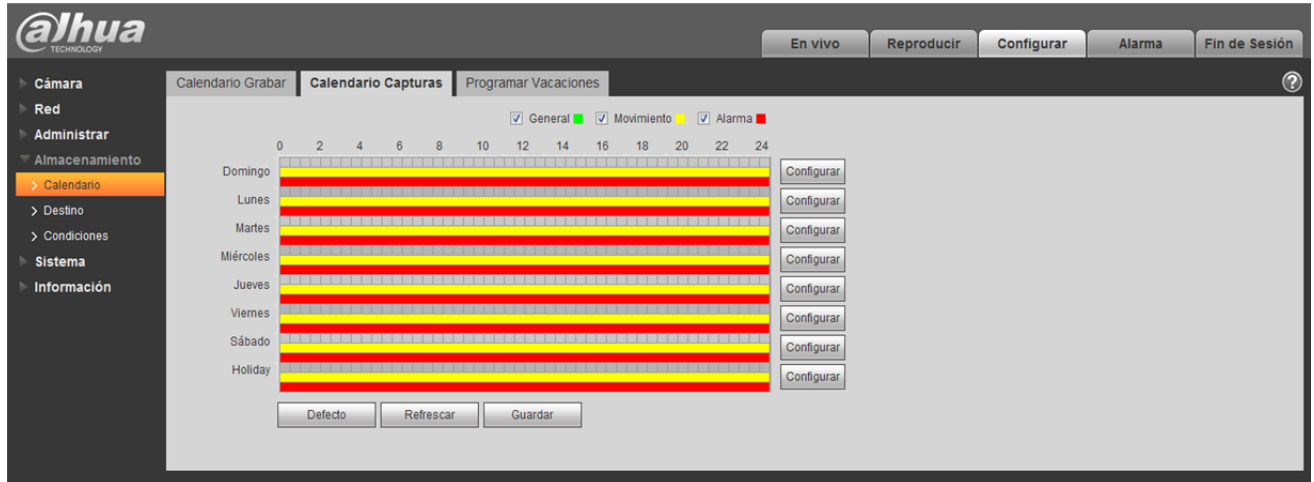 alhua
TECHNOLOGY
En vivo Reproducir Configurar Alarma Fin de Sesión
Cámara
Red
Administrar
Almacenamiento
Calendario
Destino
Condiciones
Sistema
Información
Calendario Grabar Calendario Capturas Programar Vacaciones ?
General Movimiento Alarma
0 2 4 6 8 10 12 14 16 18 20 22 24
Domingo Configurar
Lunes Configurar
Martes Configurar
Miércoles Configurar
Jueves Configurar
Viernes Configurar
Sábado Configurar
Holiday Configurar
Defecto Refrescar Guardar